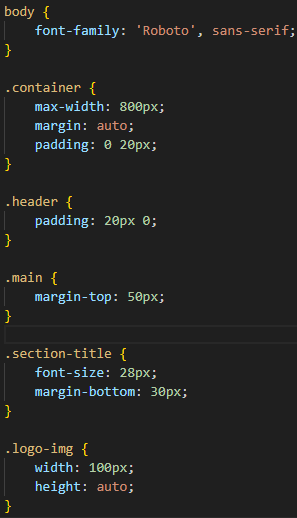 body {
    font-family: 'Roboto', sans-serif;
}

.container {
    max-width: 800px;
    margin: auto;
    padding: 0 20px;
}

.header {
    padding: 20px 0;
}

.main {
    margin-top: 50px;
}

.section-title {
    font-size: 28px;
    margin-bottom: 30px;
}

.logo-img {
    width: 100px;
    height: auto;
}